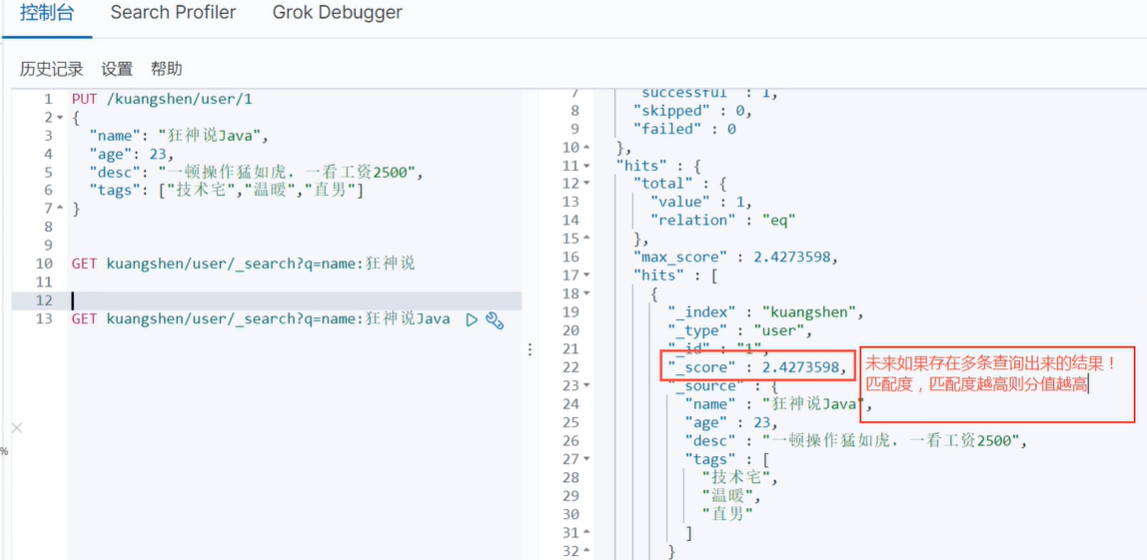 控制台 Search Profiler Grok Debugger
历史记录 设置 帮助
1 PUT /kuangshen/user/1
2 {
3 "name": "狂神说Java",
4 "age": 23,
5 "desc": "一顿操作猛如虎，一看工资2500",
6 "tags": ["技术宅","温暖","直男"]
7 }
8
9
10 GET kuangshen/user/_search?q=name:狂神说
11
12
13 GET kuangshen/user/_search?q=name:狂神说Java
%
7 "successful" : 1,
8 "skipped" : 0,
9 "failed" : 0
10 },
11 "hits" : {
12 "total" : {
13 "value" : 1,
14 "relation" : "eq"
15 },
16 "max_score" : 2.4273598,
17 "hits" : [
18 {
19 "_index" : "kuangshen",
20 "_type" : "user",
21 "_id" : "1",
22 "_score" : 2.4273598,
23 "_source" : {
24 "name" : "狂神说Java",
25 "age" : 23,
26 "desc" : "一顿操作猛如虎，一看工资2500",
27 "tags" : [
28 "技术宅",
29 "温暖",
30 "直男"
31 ]
32 }
未来如果存在多条查询出来的结果！
匹配度，匹配度越高则分值越高